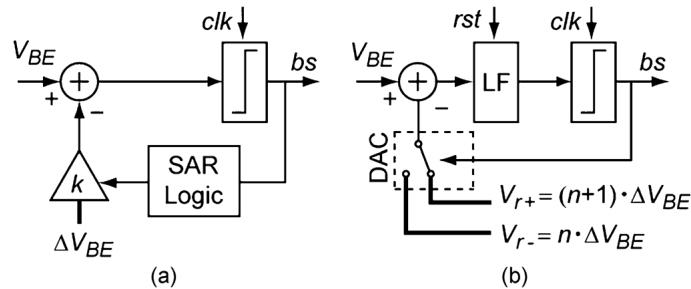 clk
V_BE
bs
+
+
−
k
SAR
Logic
ΔV_BE
(a)
rst
clk
V_BE
bs
+
+
−
LF
DAC
V_r+ = (n+1)·ΔV_BE
V_r- = n·ΔV_BE
(b)